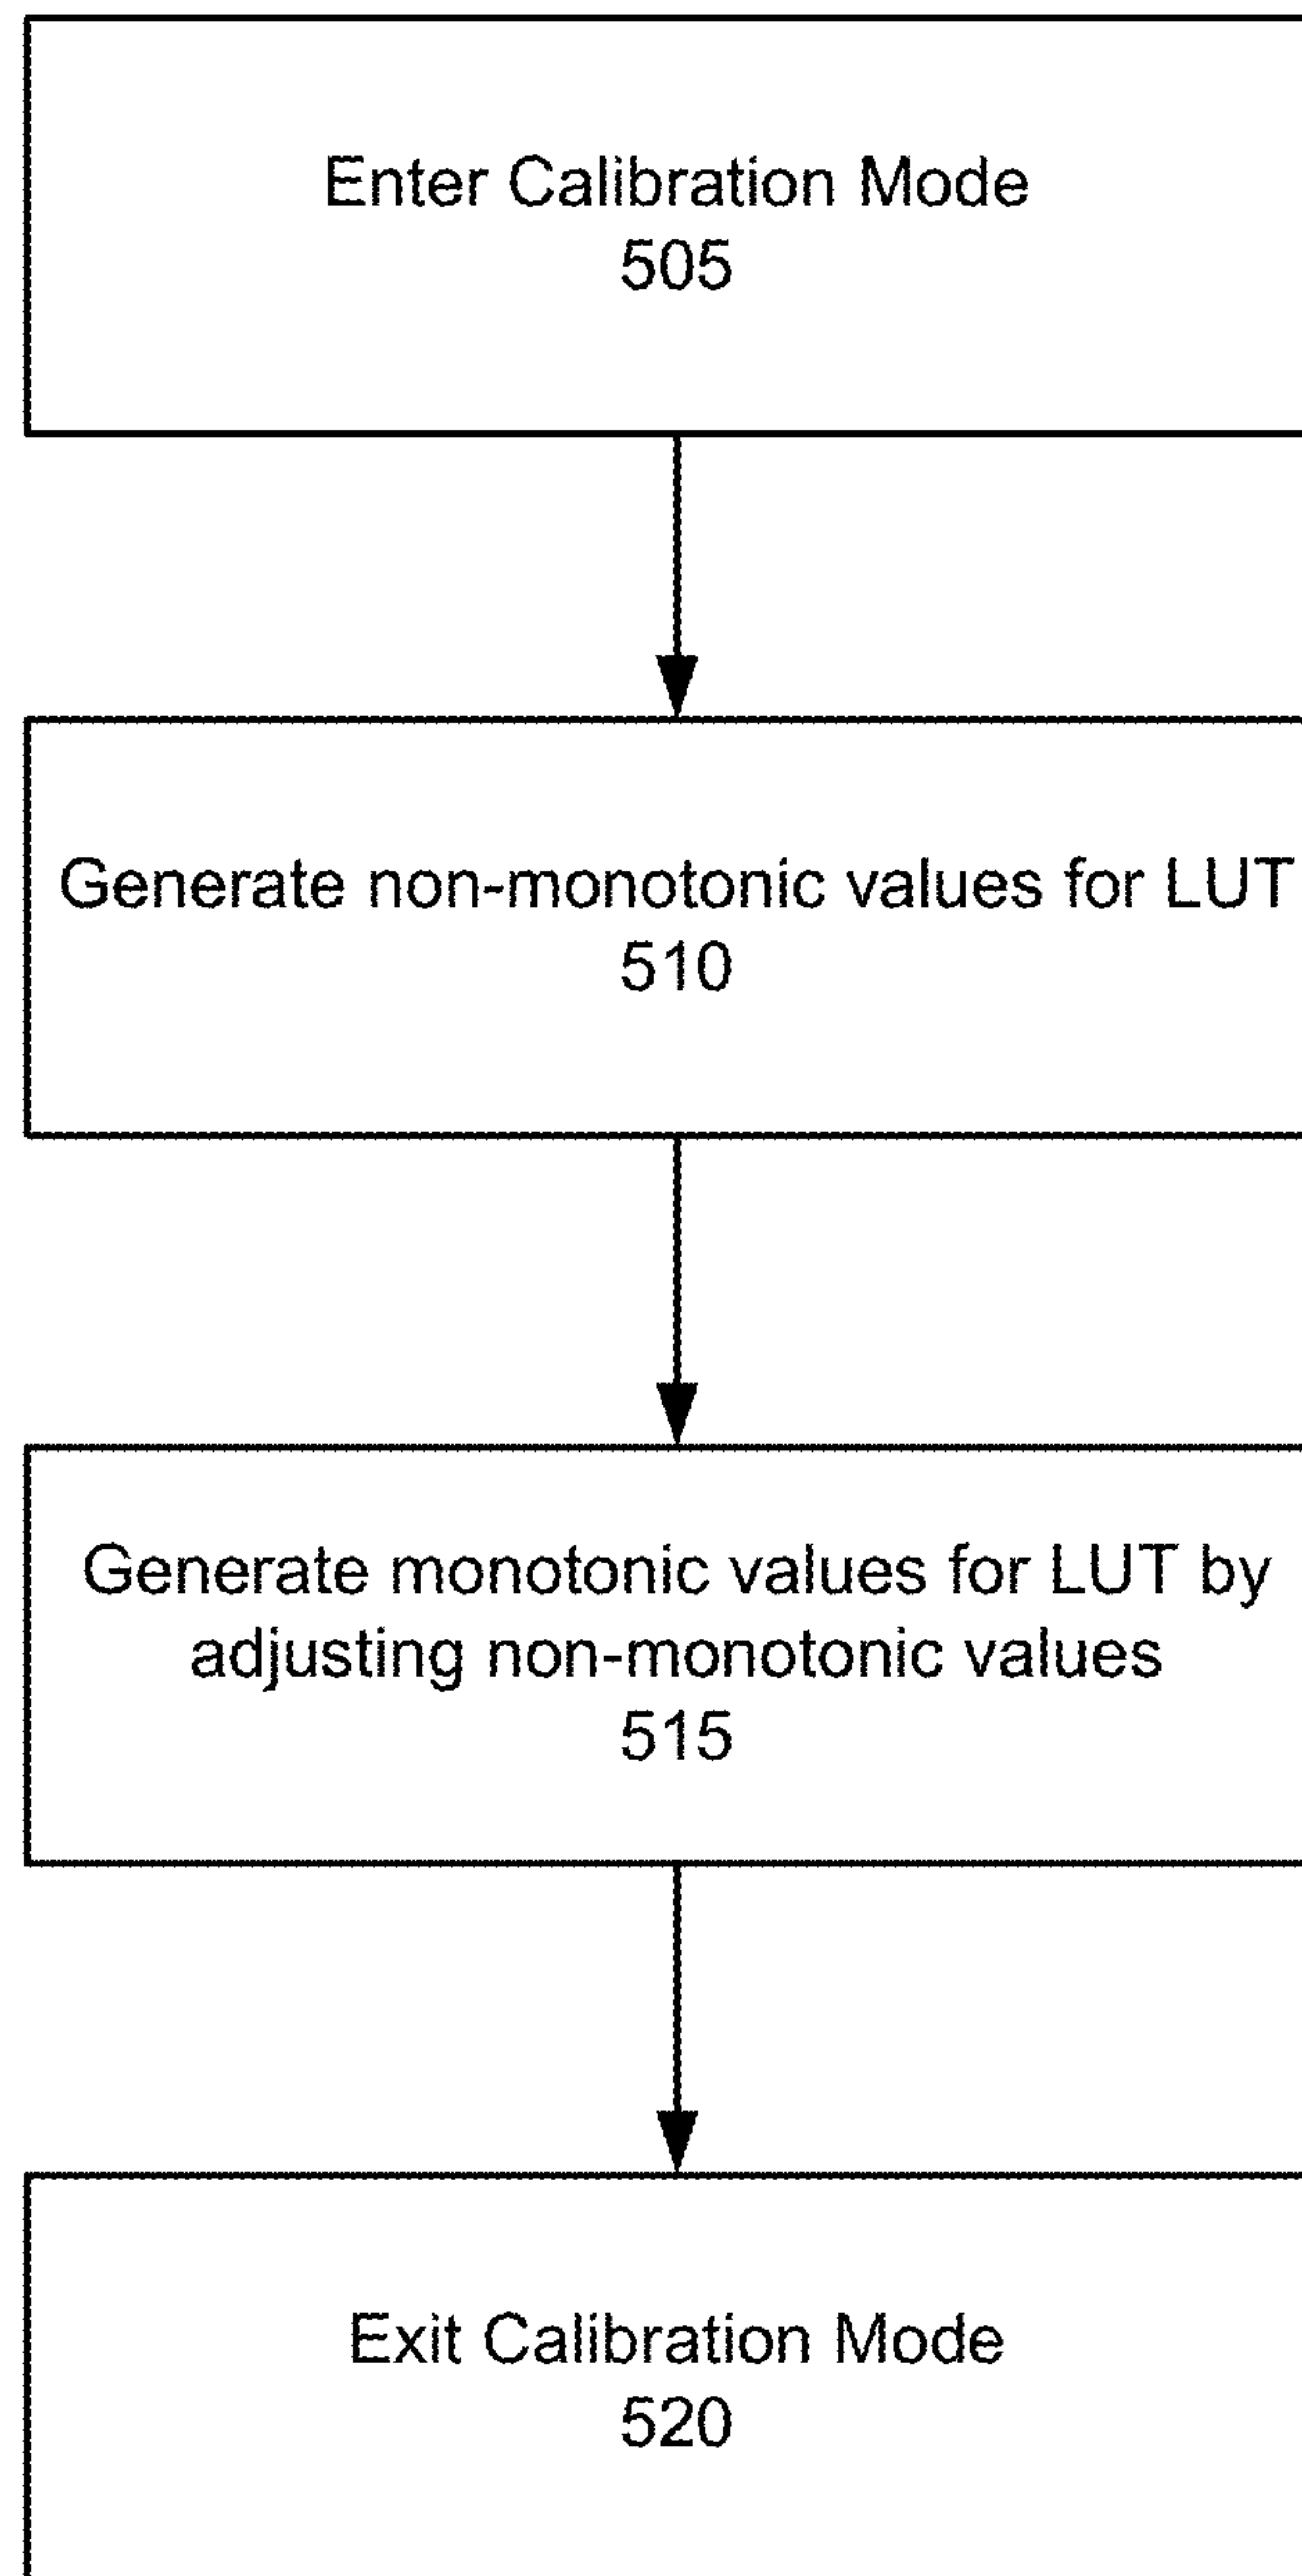 Enter Calibration Mode
505
Generate non-monotonic values for LUT
510
Generate monotonic values for LUT by
adjusting non-monotonic values
515
Exit Calibration Mode
520